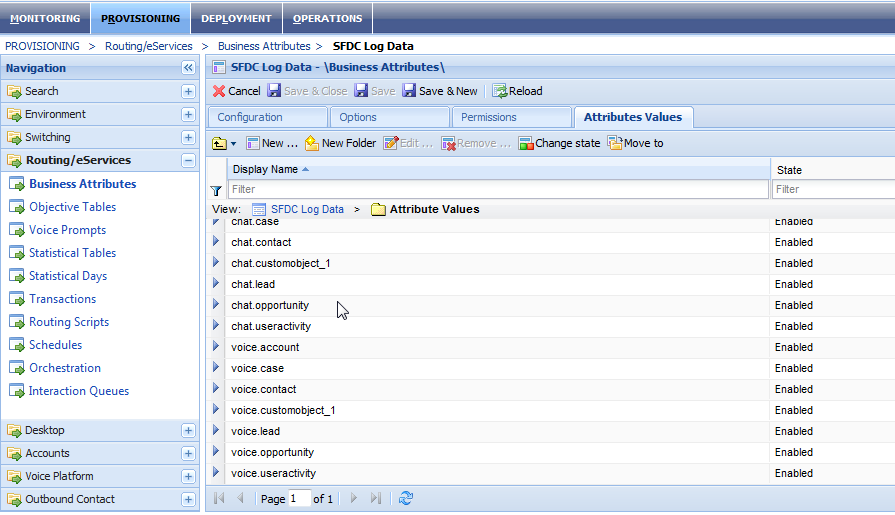 MONITORING PROVISIONING DEPLOYMENT OPERATIONS
PROVISIONING > Routing/eServices > Business Attributes > SFDC Log Data
Navigation
Search
Environment
Switching
Routing/eServices
Business Attributes
Objective Tables
Voice Prompts
Statistical Tables
Statistical Days
Transactions
Routing Scripts
Schedules
Orchestration
Interaction Queues
Desktop
Accounts
Voice Platform
Outbound Contact
SFDC Log Data - \Business Attributes\
Cancel Save & Close Save Save & New Reload
Configuration Options Permissions Attributes Values
New ... New Folder Edit ... Remove ... Change state Move to
Display Name State
Filter Filter
View: SFDC Log Data > Attribute Values
chat.case Enabled
chat.contact Enabled
chat.customobject_1 Enabled
chat.lead Enabled
chat.opportunity Enabled
chat.useractivity Enabled
voice.account Enabled
voice.case Enabled
voice.contact Enabled
voice.customobject_1 Enabled
voice.lead Enabled
voice.opportunity Enabled
voice.useractivity Enabled
Page 1 of 1